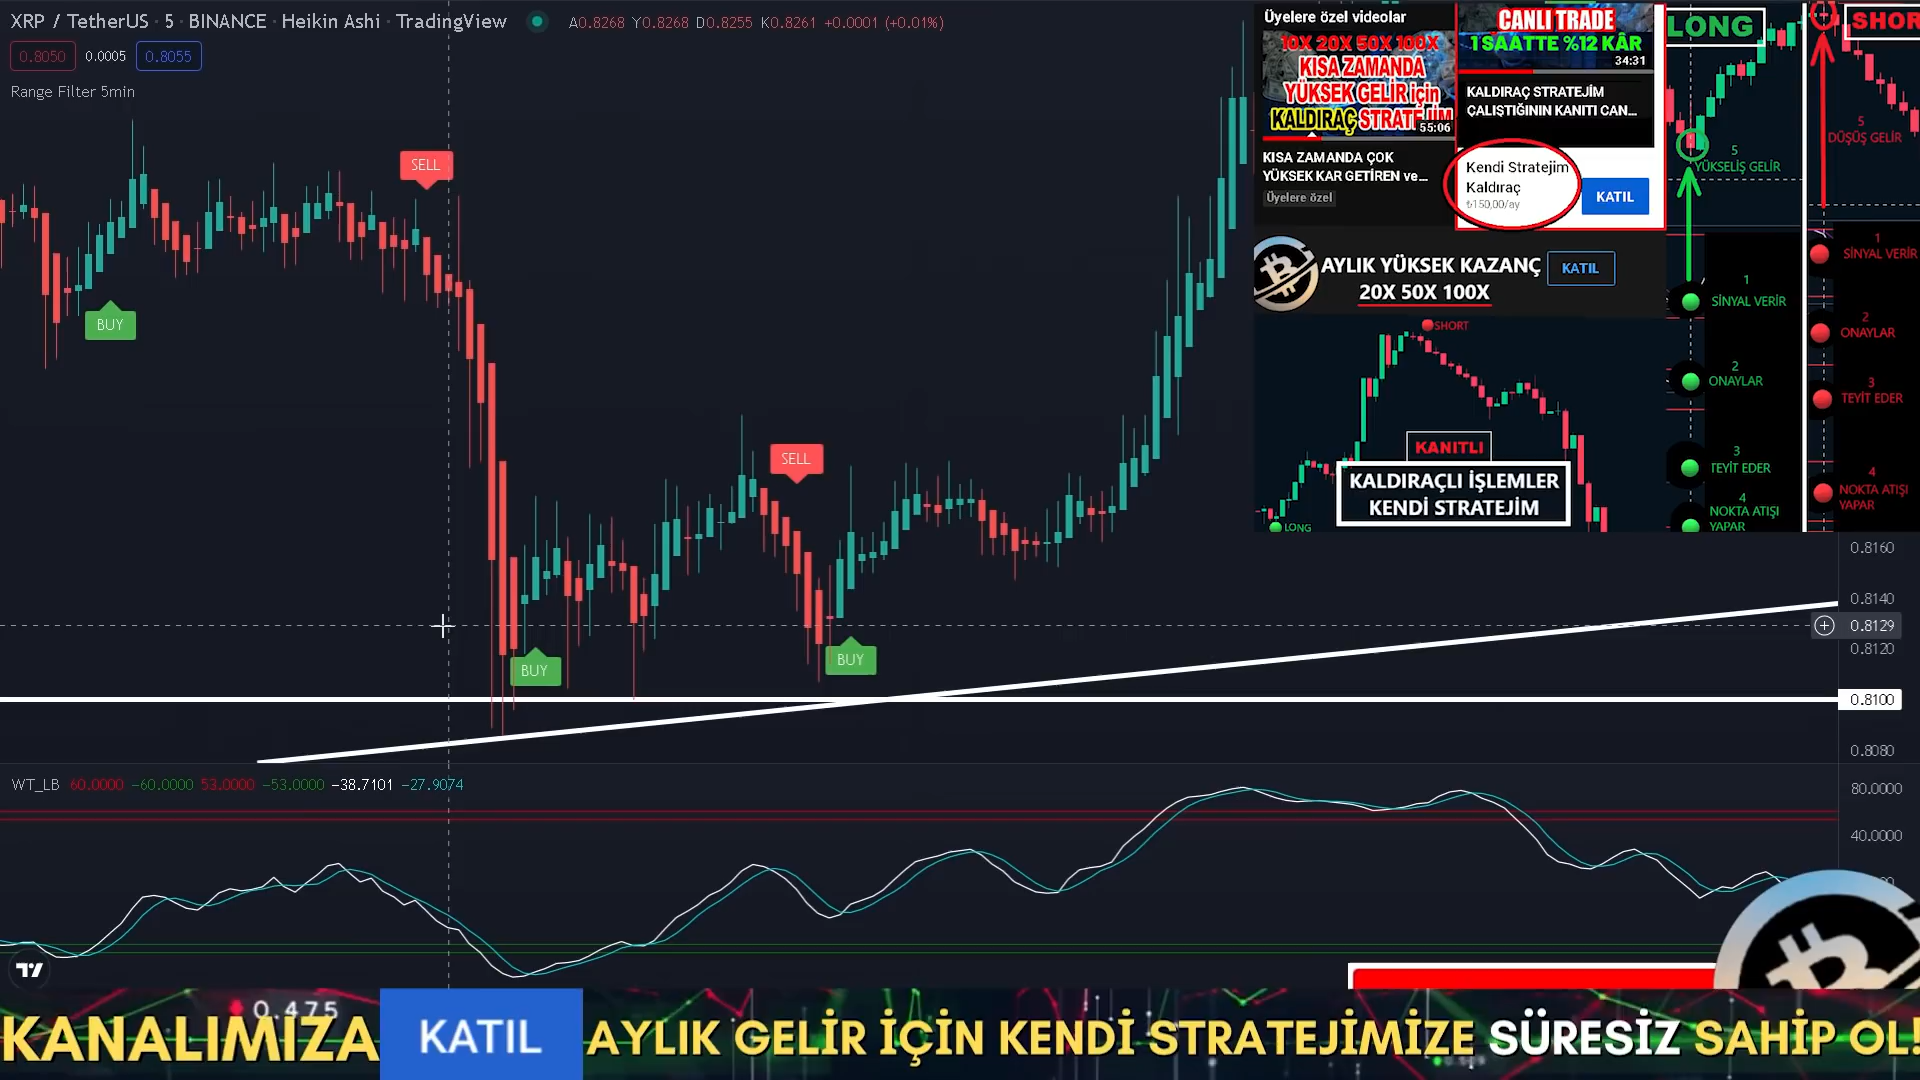 XRP / TetherUS · 5 · BINANCE · Heikin Ashi · TradingView
A0.8268 Y0.8268 D0.8255 K0.8261 +0.0001 (+0.01%)
0.8050 0.0005 0.8055
Range Filter 5min
SELL
BUY
SELL
BUY
BUY
Üyelere özel videolar
10X 20X 50X 100X
KISA ZAMANDA
YÜKSEK GELİR için
KALDIRAÇ STRATEJİM
55:06
KISA ZAMANDA ÇOK
YÜKSEK KAR GETİREN ve...
Üyelere özel
CANLI TRADE
1 SAATTE %12 KÂR
34:31
KALDIRAÇ STRATEJİM
ÇALIŞTIĞININ KANITI CAN...
Kendi Stratejim
Kaldıraç
₺150,00/ay
KATIL
AYLIK YÜKSEK KAZANÇ
20X 50X 100X
KATIL
SHORT
KANITLI
KALDIRAÇLI İŞLEMLER
KENDİ STRATEJİM
LONG
LONG
5
YÜKSELİŞ GELİR
1
SİNYAL VERİR
2
ONAYLAR
3
TEYİT EDER
4
NOKTA ATIŞI
YAPAR
SHOR
5
DÜŞÜŞ GELİR
1
SİNYAL VERİR
2
ONAYLAR
3
TEYİT EDER
4
NOKTA ATIŞI
YAPAR
0.8160
0.8140
0.8129
0.8120
0.8100
0.8080
WT_LB 60.0000 −60.0000 53.0000 −53.0000 −38.7101 −27.9074
80.0000
40.0000
0.475
KANALIMIZA KATIL AYLIK GELİR İÇİN KENDİ STRATEJİMİZE SÜRESİZ SAHİP OL!